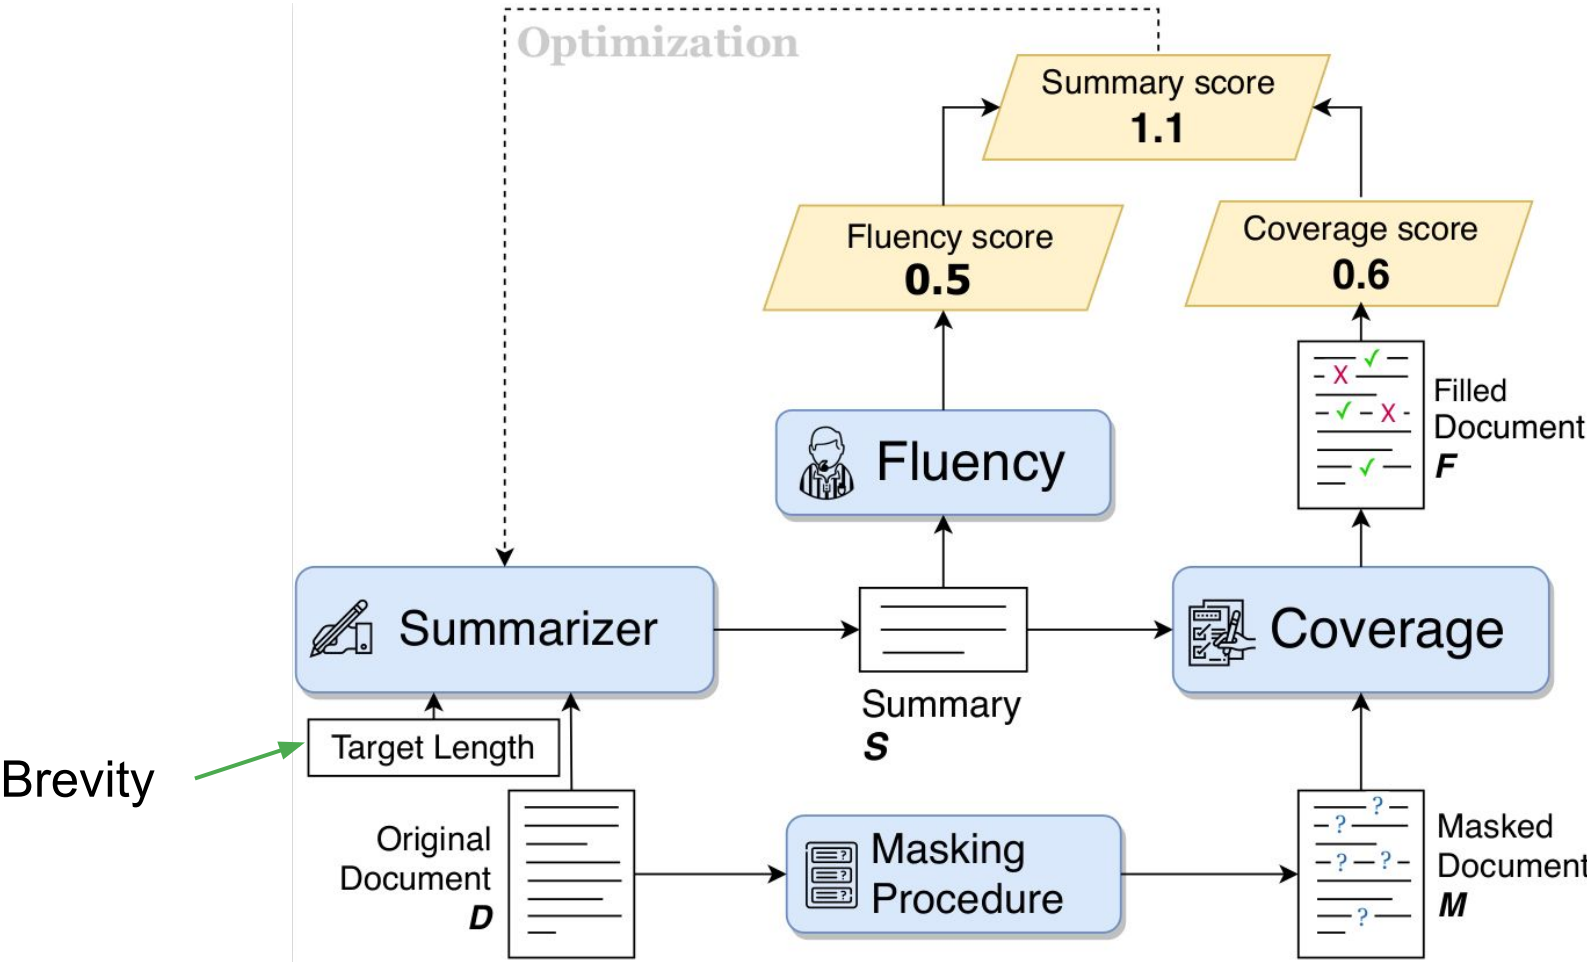 Optimization
Summary score
1.1
Fluency score
0.5
Coverage score
0.6
Filled
Document
F
Fluency
Summarizer
Coverage
Summary
S
Target Length
Brevity
Original
Document
D
Masking
Procedure
? 
?
? ?
?
Masked
Document
M